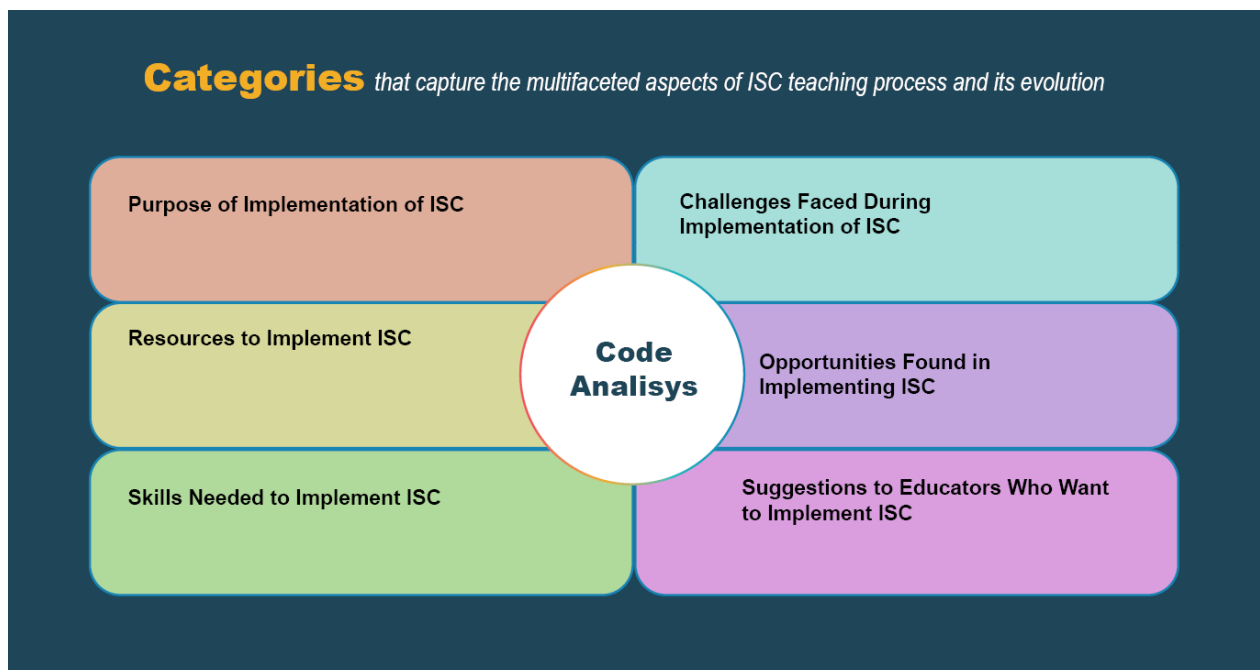 Categories that capture the multifaceted aspects of ISC teaching process and its evolution
Purpose of Implementation of ISC
Challenges Faced During
Implementation of ISC
Resources to Implement ISC
Code
Analisys
Opportunities Found in
Implementing ISC
Skills Needed to Implement ISC
Suggestions to Educators Who Want
to Implement ISC